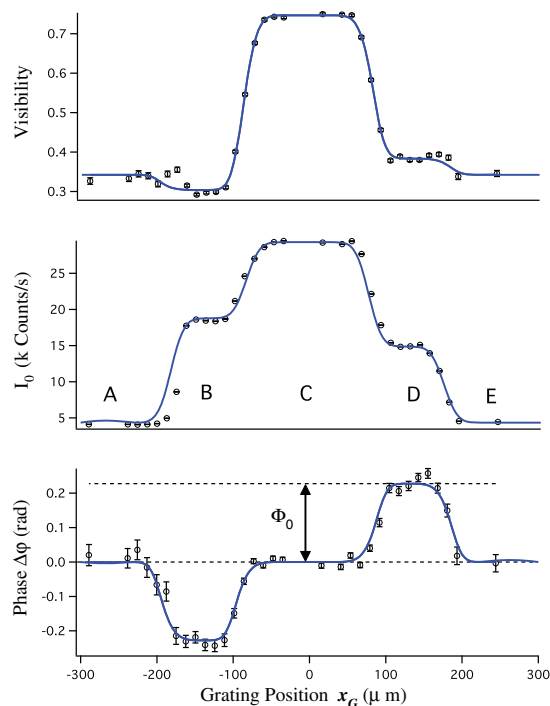 Visibility
0.7
0.6
0.5
0.4
0.3
I0 (k Counts/s)
25
20
15
10
5
A B C D E
Phase Δφ (rad)
0.2
0.1
0.0
-0.1
-0.2
Φ0
-300 -200 -100 0 100 200 300
Grating Position xG (μ m)